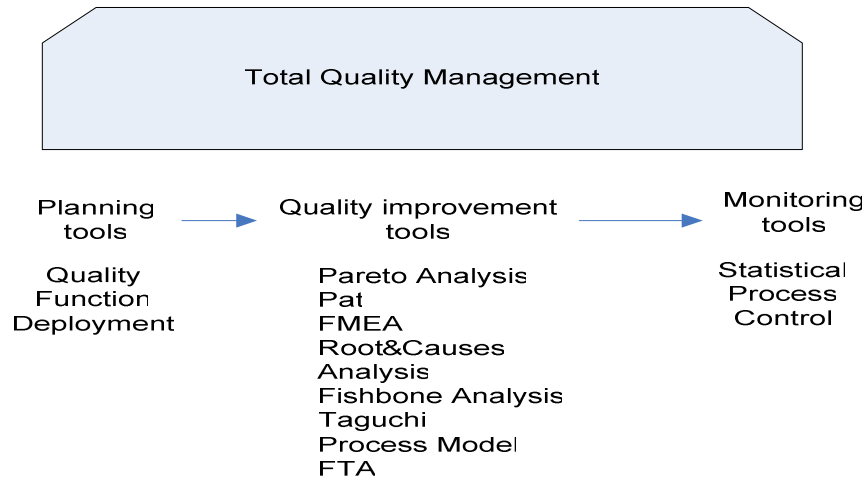 Total Quality Management
Planning
tools
Quality improvement
tools
Monitoring
tools
Quality
Function
Deployment
Pareto Analysis
Pat
FMEA
Root&Causes
Analysis
Fishbone Analysis
Taguchi
Process Model
FTA
Statistical
Process
Control